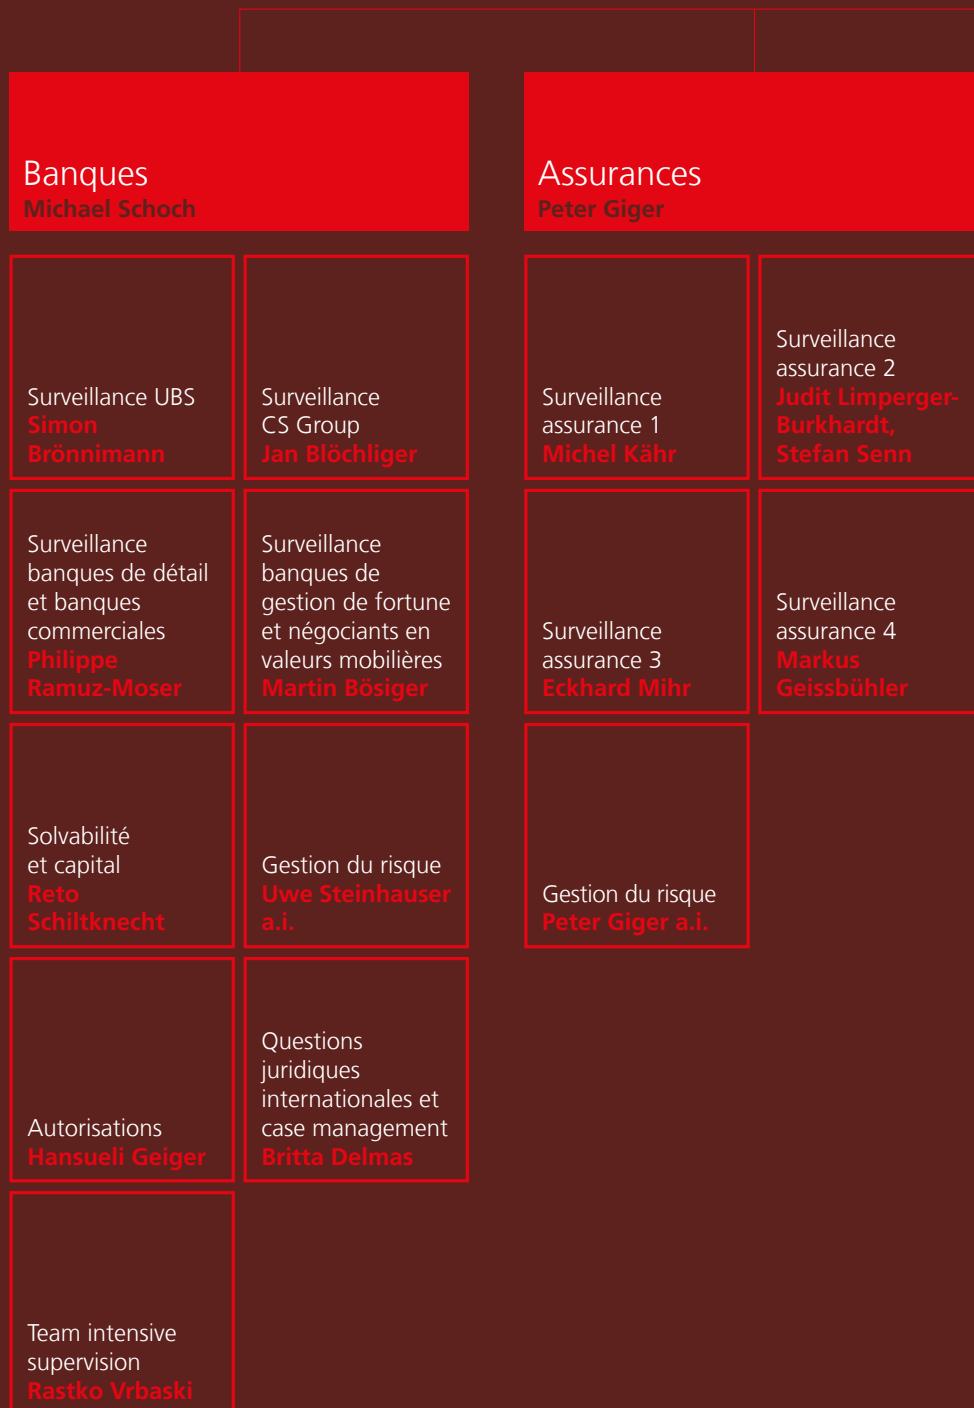 Banques
Michael Schoch
Assurances
Peter Giger
Surveillance UBS
Simon
Brönnimann
Surveillance
CS Group
Jan Blöchliger
Surveillance
assurance 1
Michel Kähr
Surveillance
assurance 2
Judit Limperger-
Burkhardt,
Stefan Senn
Surveillance
banques de détail
et banques
commerciales
Philippe
Ramuz-Moser
Surveillance
banques de
gestion de fortune
et négociants en
valeurs mobilières
Martin Bösiger
Surveillance
assurance 3
Eckhard Mihr
Surveillance
assurance 4
Markus
Geissbühler
Solvabilité
et capital
Reto
Schiltknecht
Gestion du risque
Uwe Steinhauser
a.i.
Gestion du risque
Peter Giger a.i.
Autorisations
Hansueli Geiger
Questions
juridiques
internationales et
case management
Britta Delmas
Team intensive
supervision
Rastko Vrbaski